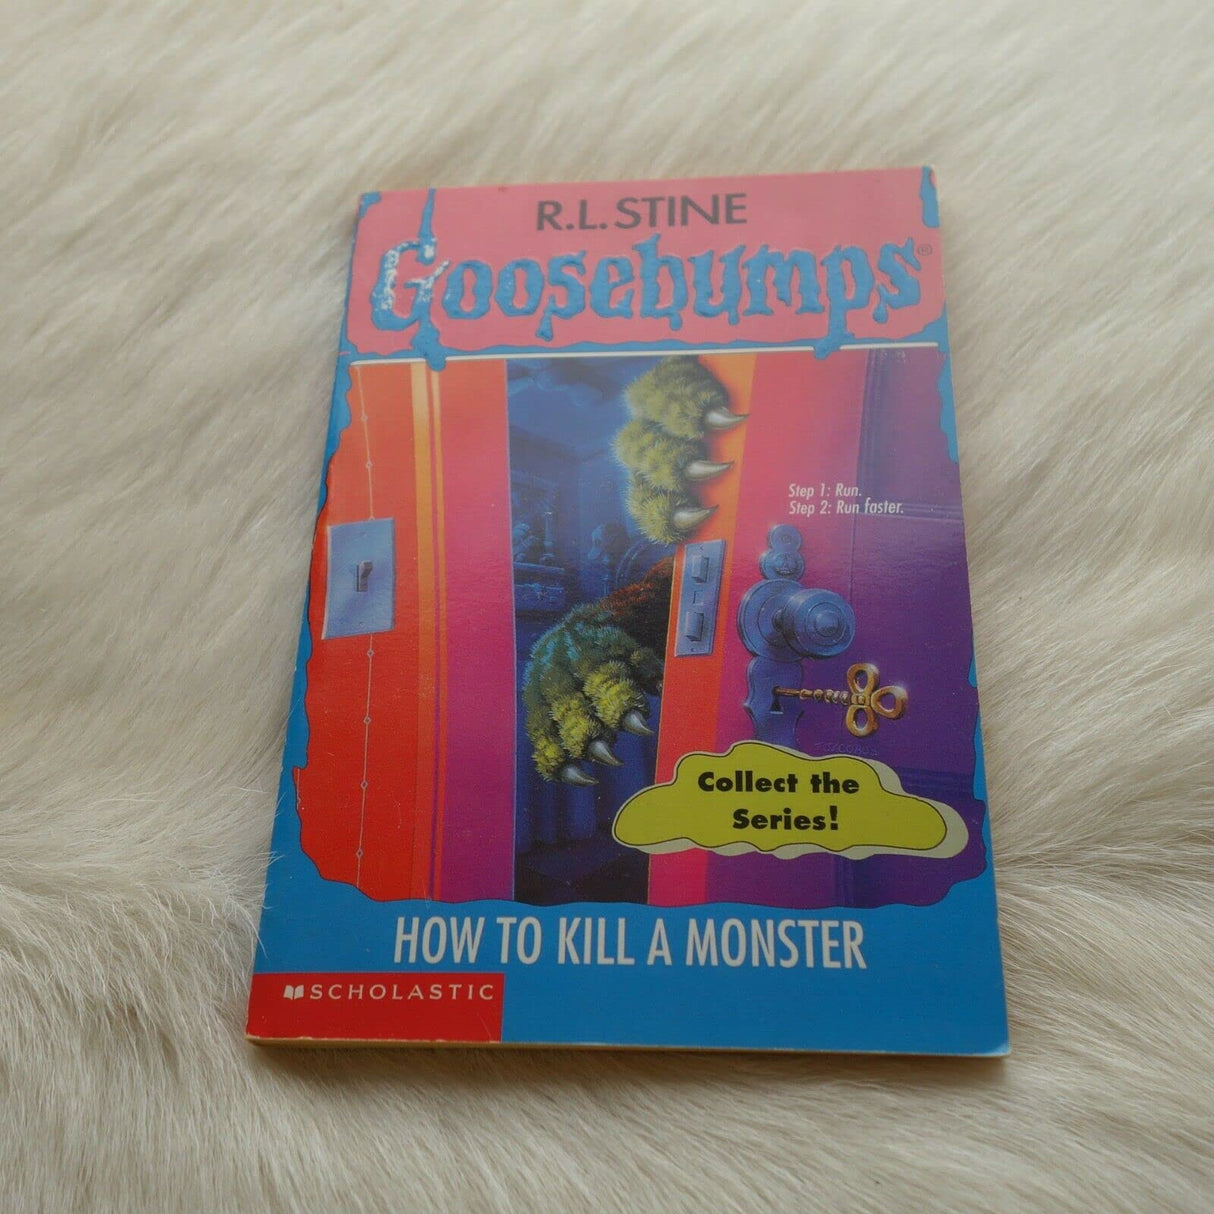 R.L. STINE
Goosebumps®
Step 1: Run.
Step 2: Run faster.
Collect the
Series!
HOW TO KILL A MONSTER
SCHOLASTIC